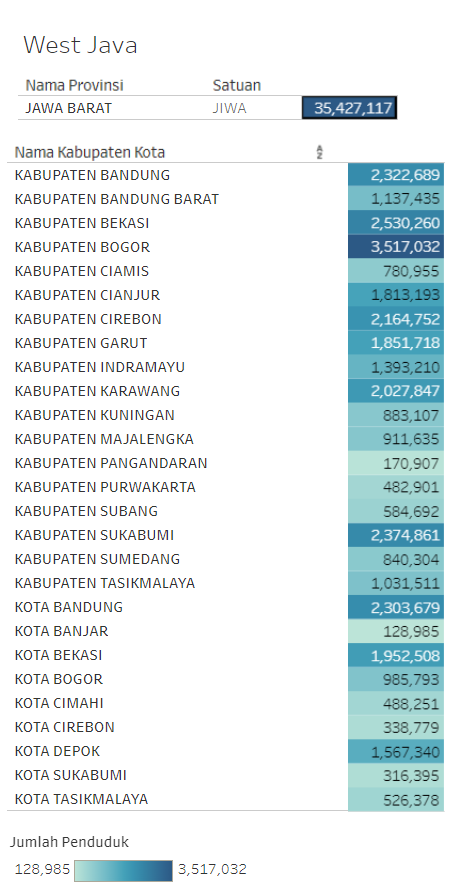 West Java
Nama Provinsi Satuan
JAWA BARAT JIWA 35,427,117
Nama Kabupaten Kota
KABUPATEN BANDUNG 2,322,689
KABUPATEN BANDUNG BARAT 1,137,435
KABUPATEN BEKASI 2,530,260
KABUPATEN BOGOR 3,517,032
KABUPATEN CIAMIS 780,955
KABUPATEN CIANJUR 1,813,193
KABUPATEN CIREBON 2,164,752
KABUPATEN GARUT 1,851,718
KABUPATEN INDRAMAYU 1,393,210
KABUPATEN KARAWANG 2,027,847
KABUPATEN KUNINGAN 883,107
KABUPATEN MAJALENGKA 911,635
KABUPATEN PANGANDARAN 170,907
KABUPATEN PURWAKARTA 482,901
KABUPATEN SUBANG 584,692
KABUPATEN SUKABUMI 2,374,861
KABUPATEN SUMEDANG 840,304
KABUPATEN TASIKMALAYA 1,031,511
KOTA BANDUNG 2,303,679
KOTA BANJAR 128,985
KOTA BEKASI 1,952,508
KOTA BOGOR 985,793
KOTA CIMAHI 488,251
KOTA CIREBON 338,779
KOTA DEPOK 1,567,340
KOTA SUKABUMI 316,395
KOTA TASIKMALAYA 526,378
Jumlah Penduduk
128,985 3,517,032